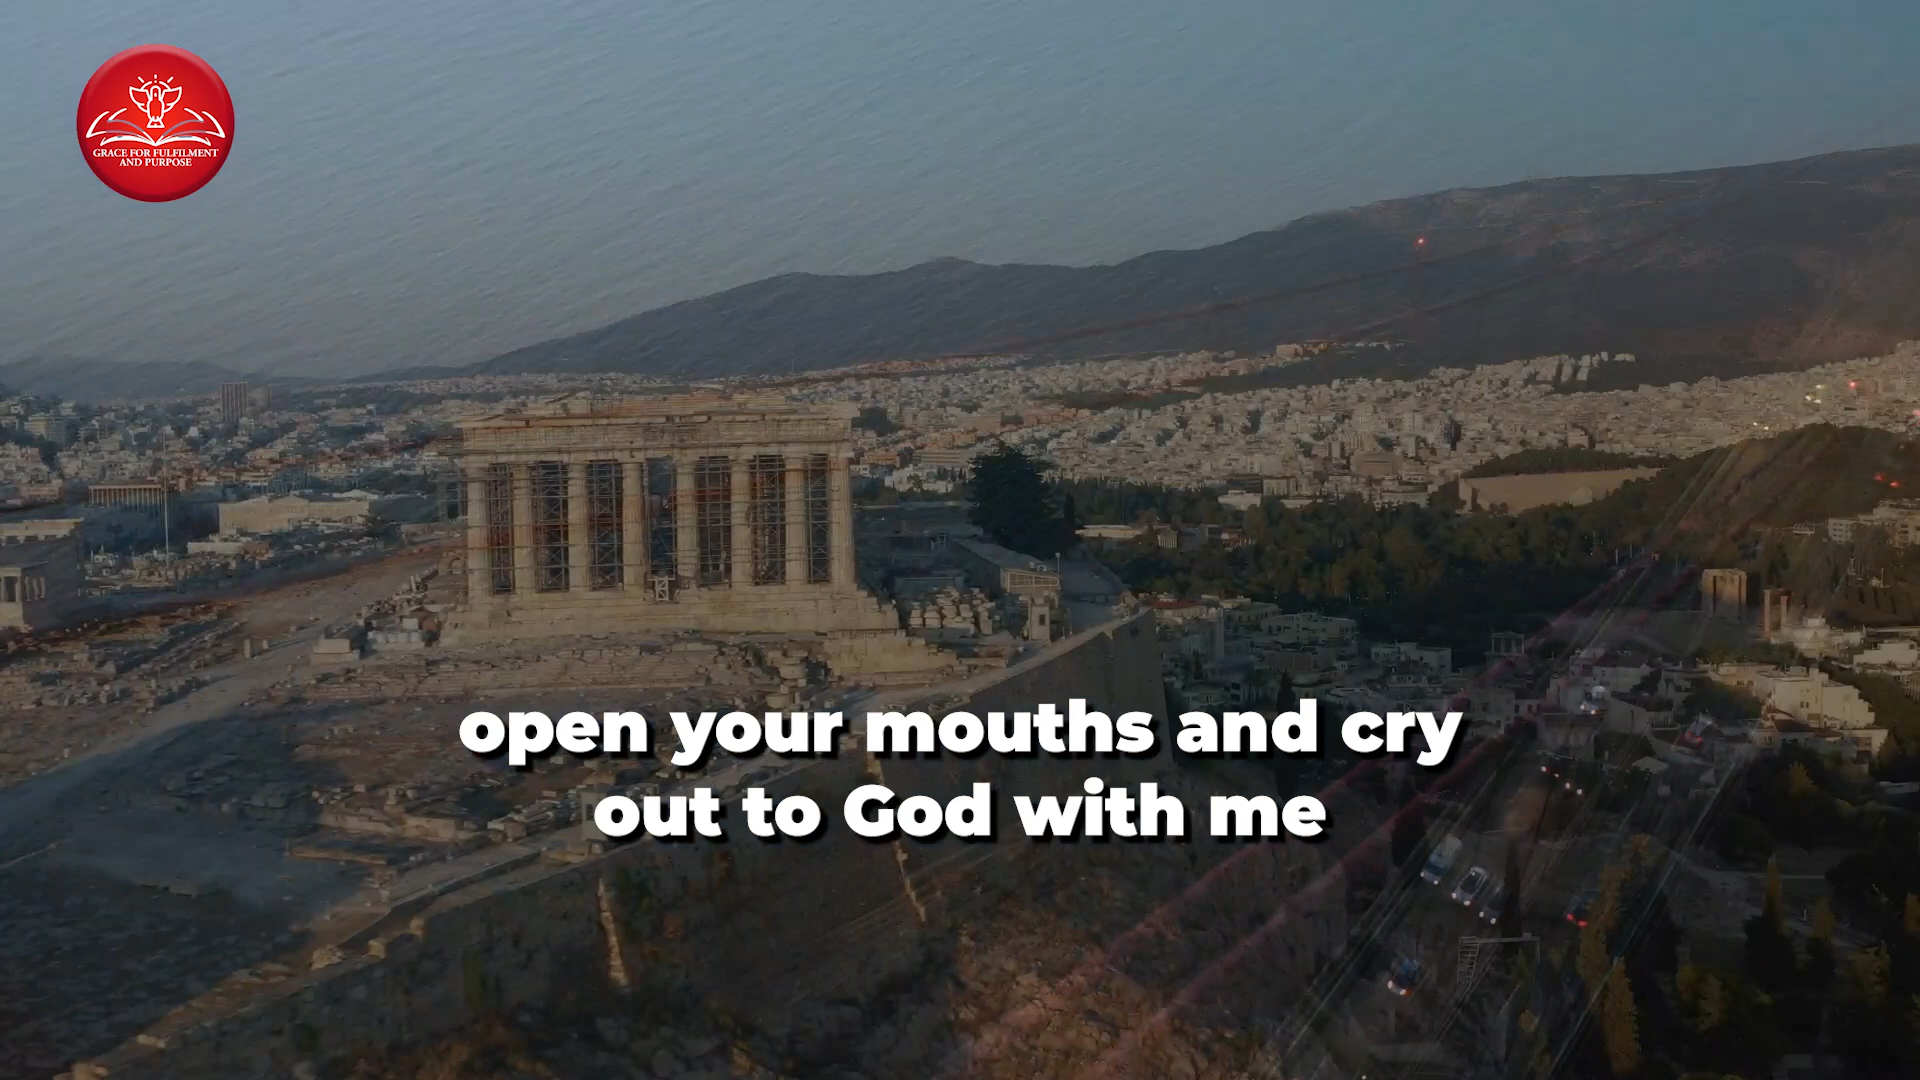 GRACE FOR FULFILMENT
AND PURPOSE
open your mouths and cry
out to God with me